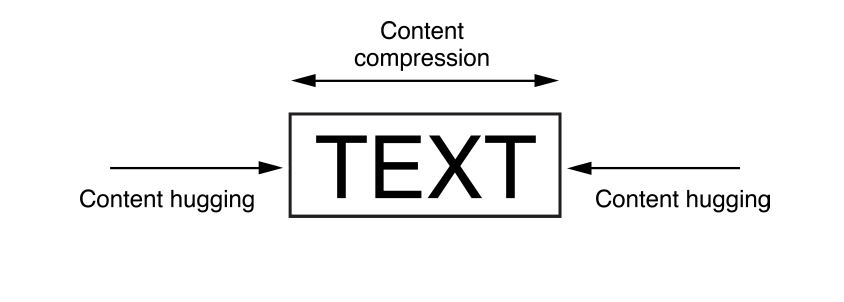 Content
compression
TEXT
Content hugging
Content hugging